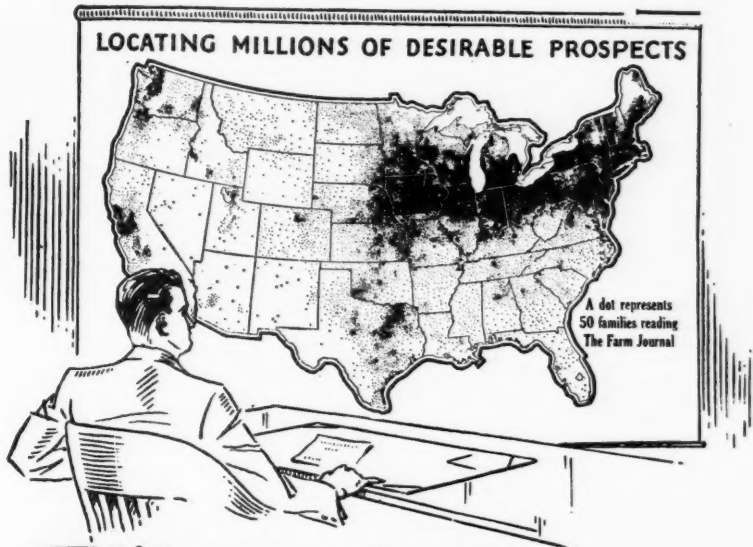 LOCATING MILLIONS OF DESIRABLE PROSPECTS
A dot represents
50 families reading
The Farm Journal